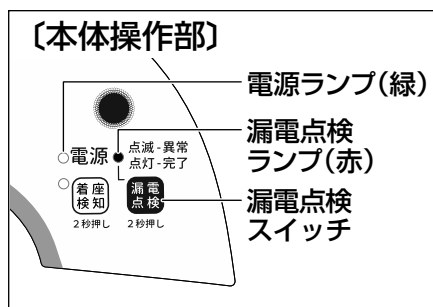 〔本体操作部〕
電源ランプ(緑)
電源
点滅-異常
点灯-完了
漏電点検
ランプ(赤)
着座
検知
漏電
点検
漏電点検
スイッチ
2秒押し
2秒押し